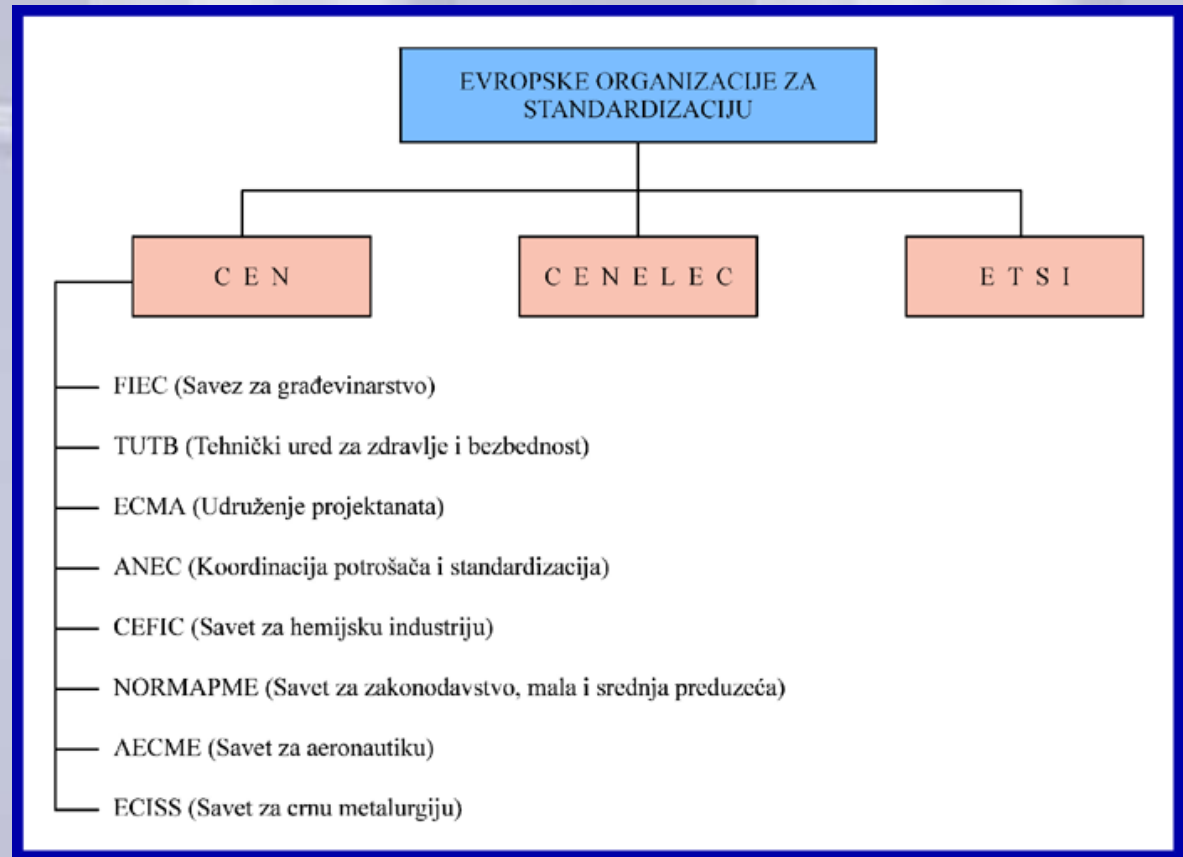 EVROPSKE ORGANIZACIJE ZA
STANDARDIZACIJU
C E N
C E N E L E C
E T S I
FIEC (Savez za građevinarstvo)
TUTB (Tehnički ured za zdravlje i bezbednost)
ECMA (Udruženje projektanata)
ANEC (Koordinacija potrošača i standardizacija)
CEFIC (Savet za hemijsku industriju)
NORMAPME (Savet za zakonodavstvo, mala i srednja preduzeća)
AECME (Savet za aeronautiku)
ECISS (Savet za crnu metalurgiju)